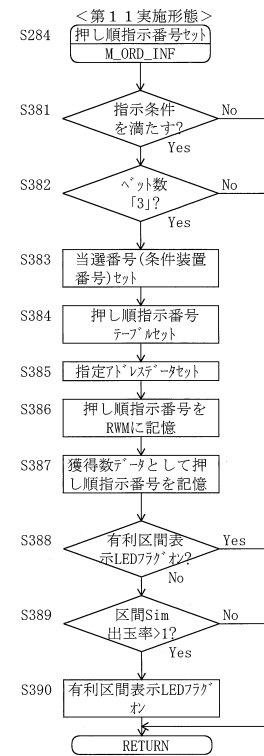 ＜第１１実施形態＞
S284
押し順指示番号セット
M_ORD_INF
S381
指示条件
を満たす?
No
Yes
S382
ベット数
「3」?
No
Yes
S383
当選番号(条件装置
番号)セット
S384
押し順指示番号
テーブルセット
S385
指定アドレスデータセット
S386
押し順指示番号を
RWMに記憶
S387
獲得数データとして押
し順指示番号を記憶
S388
有利区間表
示LEDフラグオン?
Yes
No
S389
区間Sim
出玉率>1?
No
Yes
S390
有利区間表示LEDフラグ
オン
RETURN